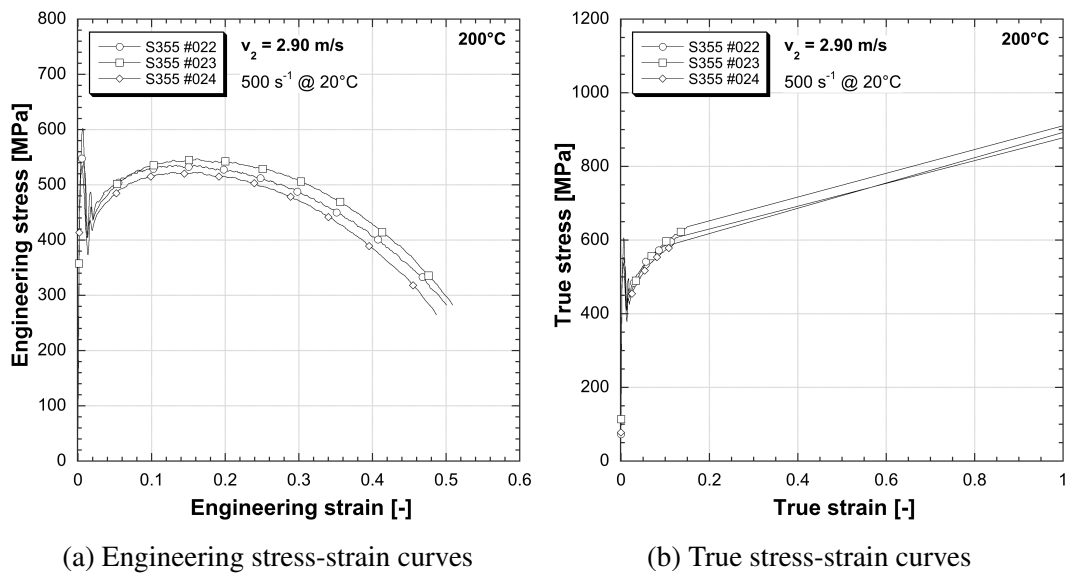 800
700
600
500
400
300
200
100
0
0 0.1 0.2 0.3 0.4 0.5 0.6
Engineering stress [MPa]
Engineering strain [-]
S355 #022
S355 #023
S355 #024
v2 = 2.90 m/s
500 s-1 @ 20°C
200°C
(a) Engineering stress-strain curves
1200
1000
800
600
400
200
0
0 0.2 0.4 0.6 0.8 1
True stress [MPa]
True strain [-]
S355 #022
S355 #023
S355 #024
v2 = 2.90 m/s
500 s-1 @ 20°C
200°C
(b) True stress-strain curves